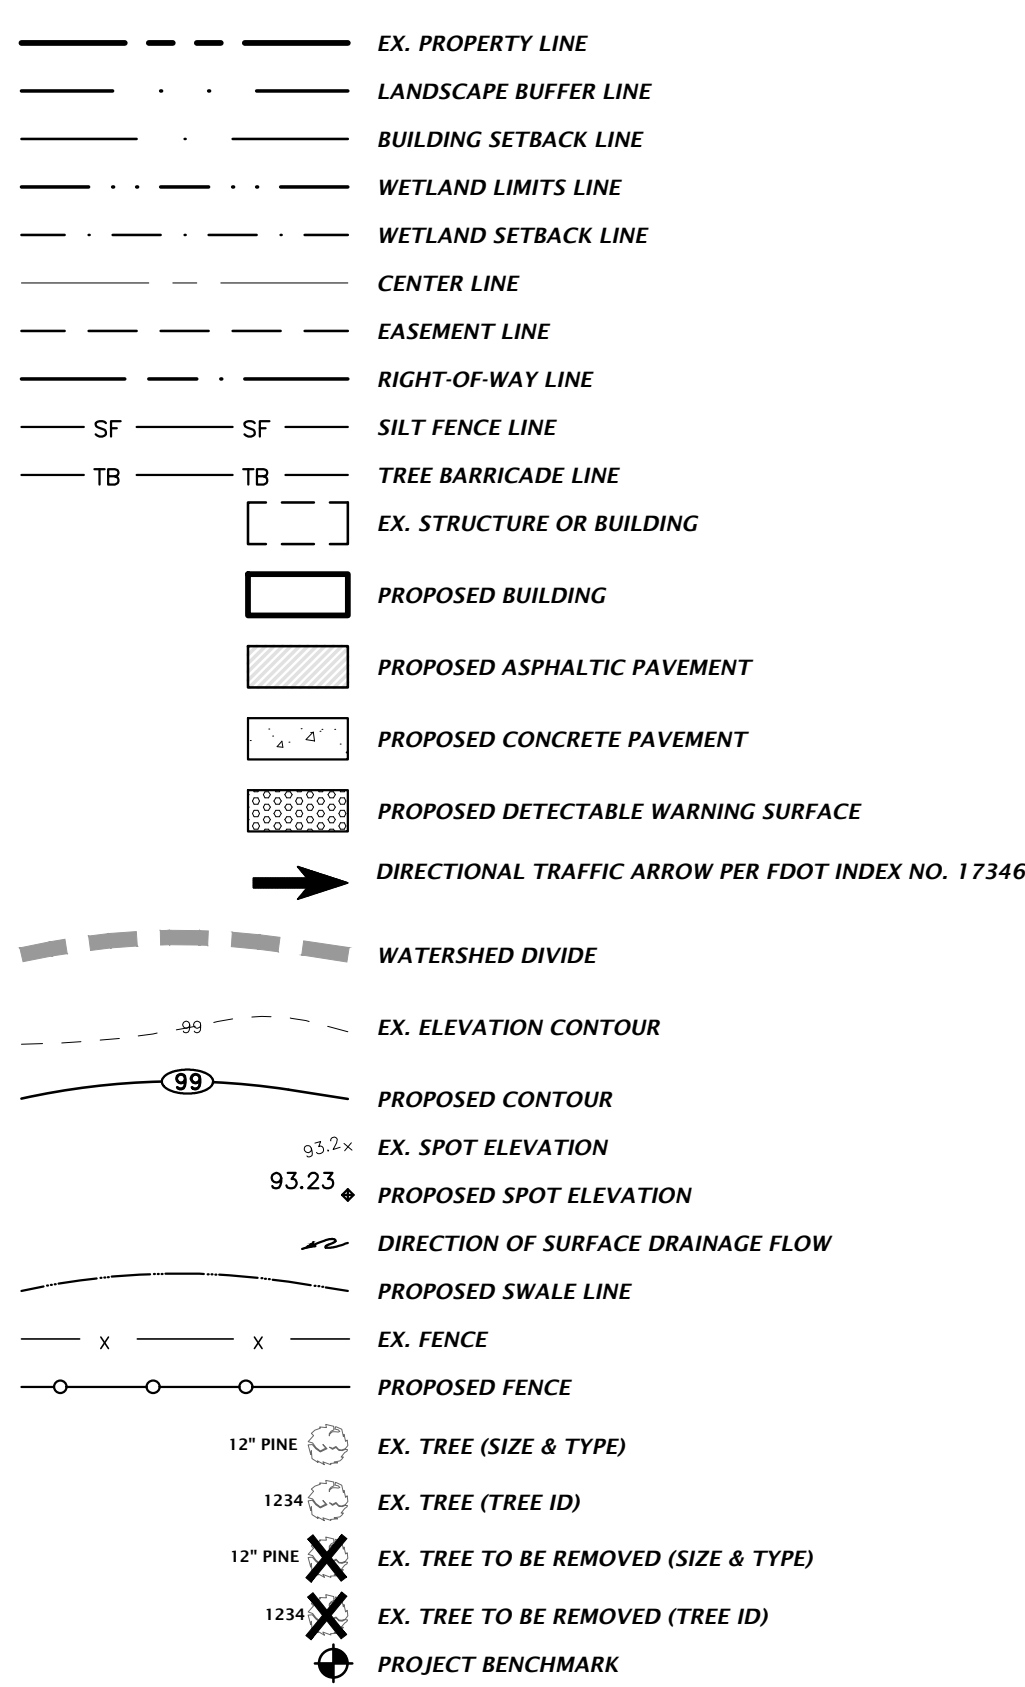 EX. PROPERTY LINE
LANDSCAPE BUFFER LINE
BUILDING SETBACK LINE
WETLAND LIMITS LINE
WETLAND SETBACK LINE
CENTER LINE
EASEMENT LINE
RIGHT-OF-WAY LINE
SF SF SILT FENCE LINE
TB TB TREE BARRICADE LINE
EX. STRUCTURE OR BUILDING
PROPOSED BUILDING
PROPOSED ASPHALTIC PAVEMENT
PROPOSED CONCRETE PAVEMENT
PROPOSED DETECTABLE WARNING SURFACE
DIRECTIONAL TRAFFIC ARROW PER FDOT INDEX NO. 17346
WATERSHED DIVIDE
99 EX. ELEVATION CONTOUR
99 PROPOSED CONTOUR
93.2x EX. SPOT ELEVATION
93.23 PROPOSED SPOT ELEVATION
DIRECTION OF SURFACE DRAINAGE FLOW
PROPOSED SWALE LINE
X X EX. FENCE
PROPOSED FENCE
12" PINE EX. TREE (SIZE & TYPE)
1234 EX. TREE (TREE ID)
12" PINE EX. TREE TO BE REMOVED (SIZE & TYPE)
1234 EX. TREE TO BE REMOVED (TREE ID)
PROJECT BENCHMARK